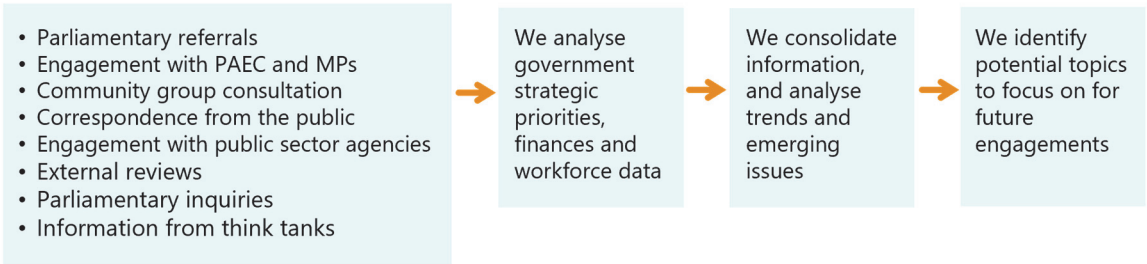 • Parliamentary referrals
• Engagement with PAEC and MPs
• Community group consultation
• Correspondence from the public
• Engagement with public sector agencies
• External reviews
• Parliamentary inquiries
• Information from think tanks
We analyse
government
strategic
priorities,
finances and
workforce data
We consolidate
information,
and analyse
trends and
emerging
issues
We identify
potential topics
to focus on for
future
engagements